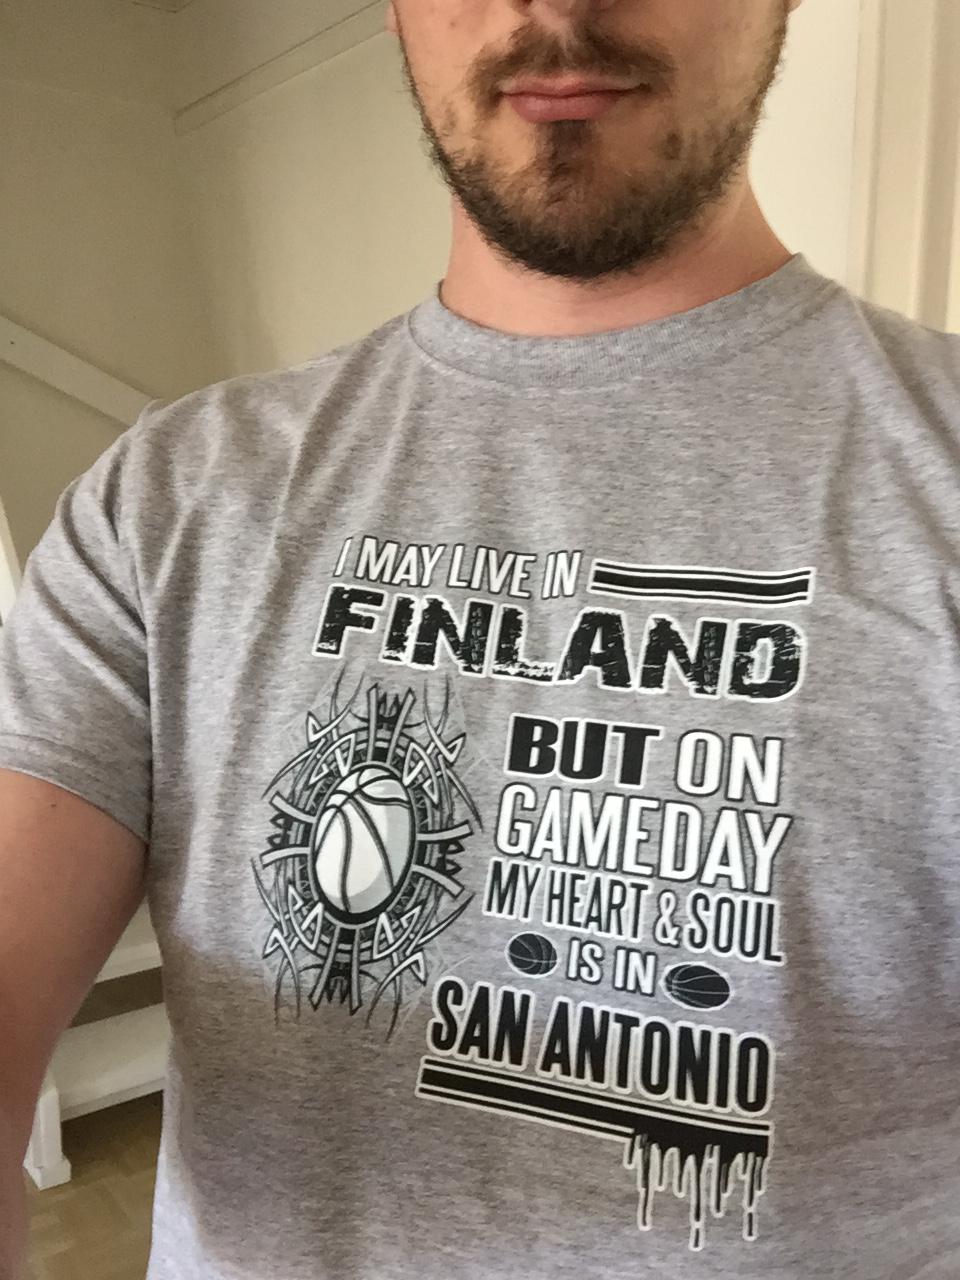 I MAY LIVE IN
FINLAND
BUT ON
GAMEDAY
MY HEART & SOUL
IS IN
SAN ANTONIO